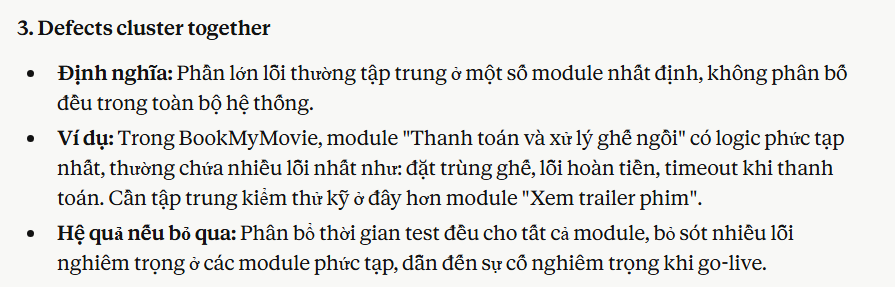 3. Defects cluster together
• Định nghĩa: Phần lớn lỗi thường tập trung ở một số module nhất định, không phân bổ
đều trong toàn bộ hệ thống.
• Ví dụ: Trong BookMyMovie, module "Thanh toán và xử lý ghế ngồi" có logic phức tạp
nhất, thường chứa nhiều lỗi nhất như: đặt trùng ghế, lỗi hoàn tiền, timeout khi thanh
toán. Cần tập trung kiểm thử kỹ ở đây hơn module "Xem trailer phim".
• Hệ quả nếu bỏ qua: Phân bổ thời gian test đều cho tất cả module, bỏ sót nhiều lỗi
nghiêm trọng ở các module phức tạp, dẫn đến sự cố nghiêm trọng khi go-live.